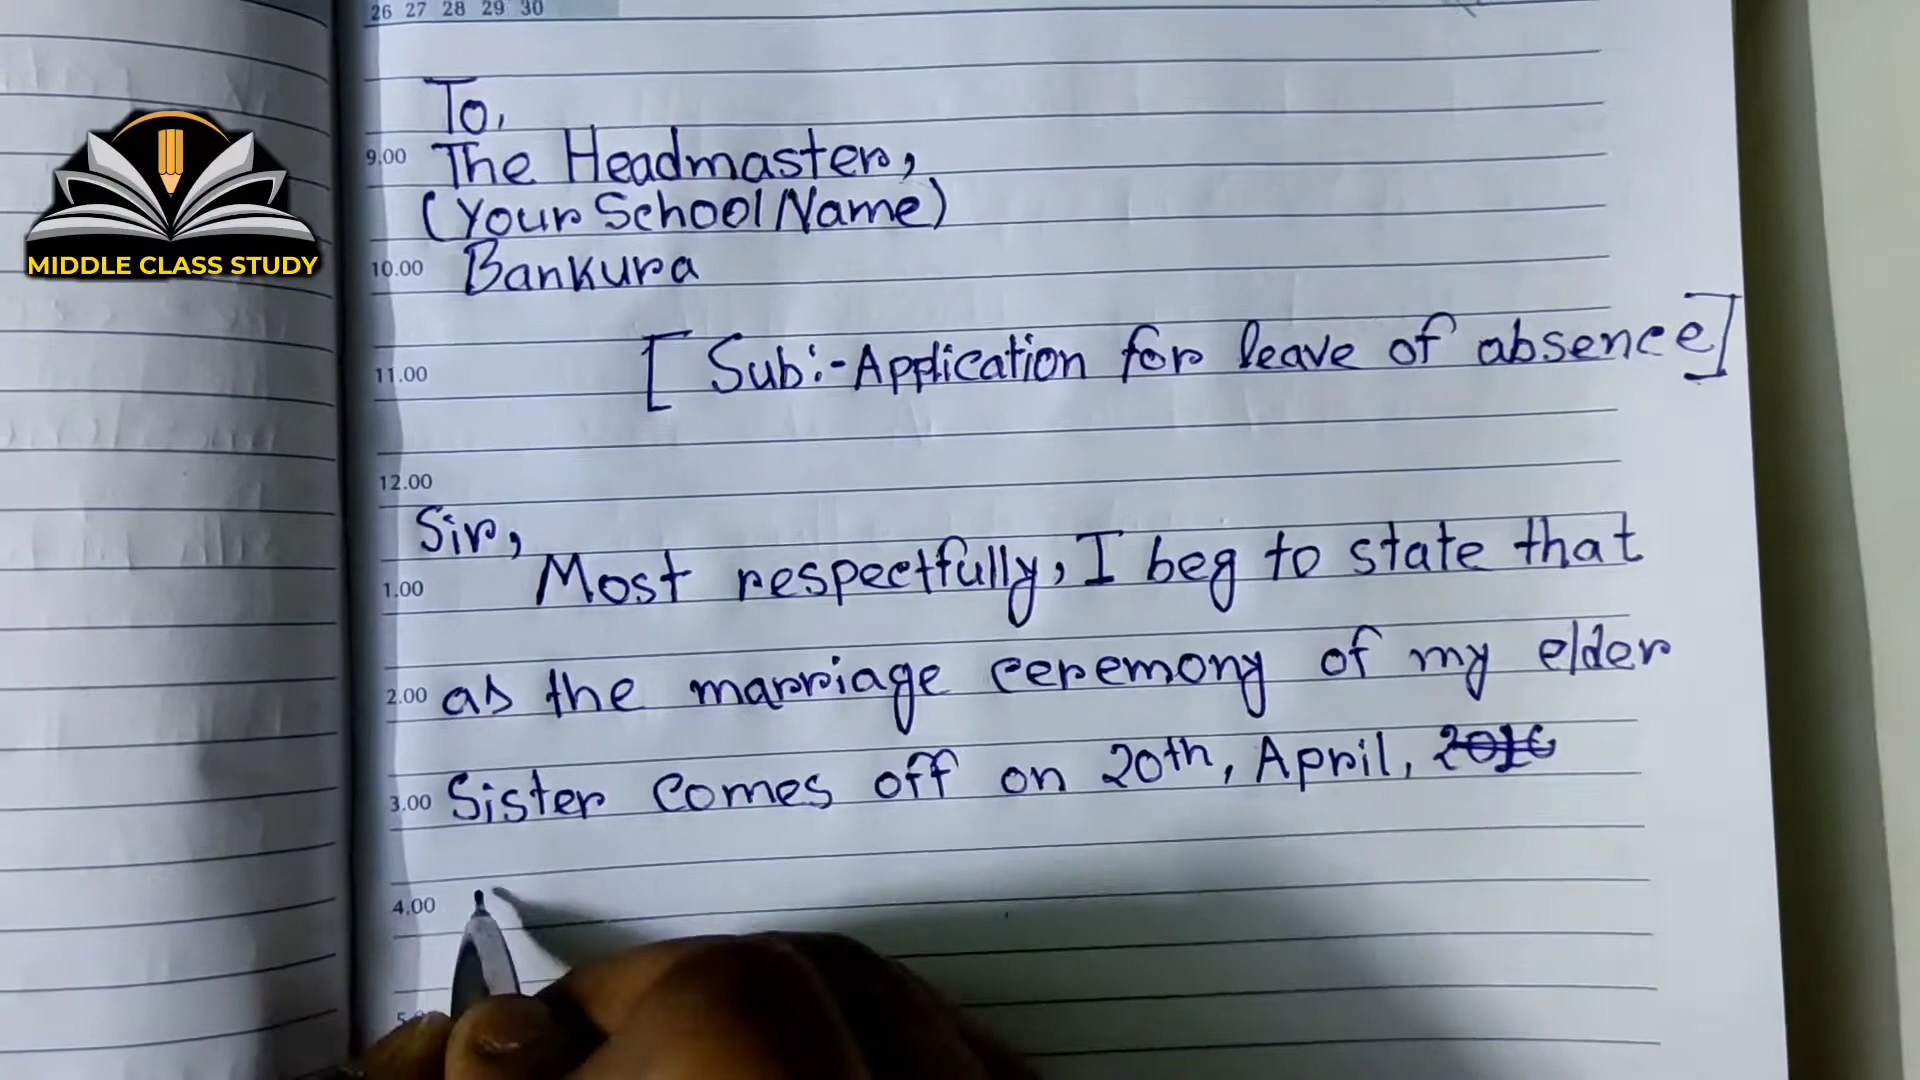 26 27 28 29 30
To,
9.00 The Headmaster,
(Your School Name)
10.00 Bankura
11.00 [Sub:-Application for leave of absence]
12.00
Sir,
1.00 Most respectfully, I beg to state that
2.00 as the marriage ceremony of my elder
3.00 Sister comes off on 20th, April,
4.00
MIDDLE CLASS STUDY